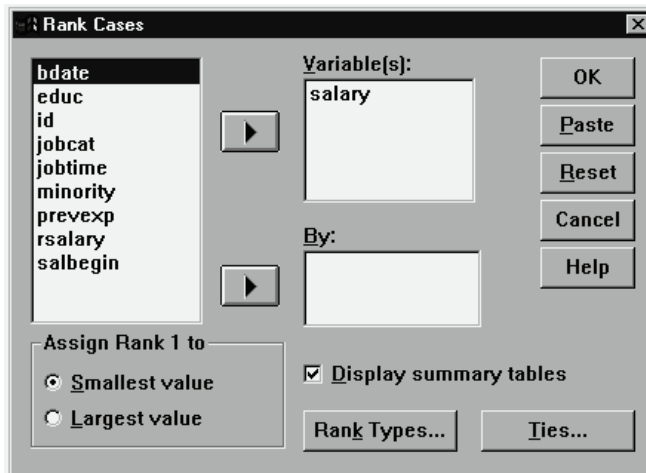 Rank Cases
bdate
educ
id
jobcat
jobtime
minority
prevexp
rsalary
salbegin
Variable(s):
salary
By:
OK
Paste
Reset
Cancel
Help
Assign Rank 1 to
Smallest value
Largest value
Display summary tables
Rank Types...
Ties...